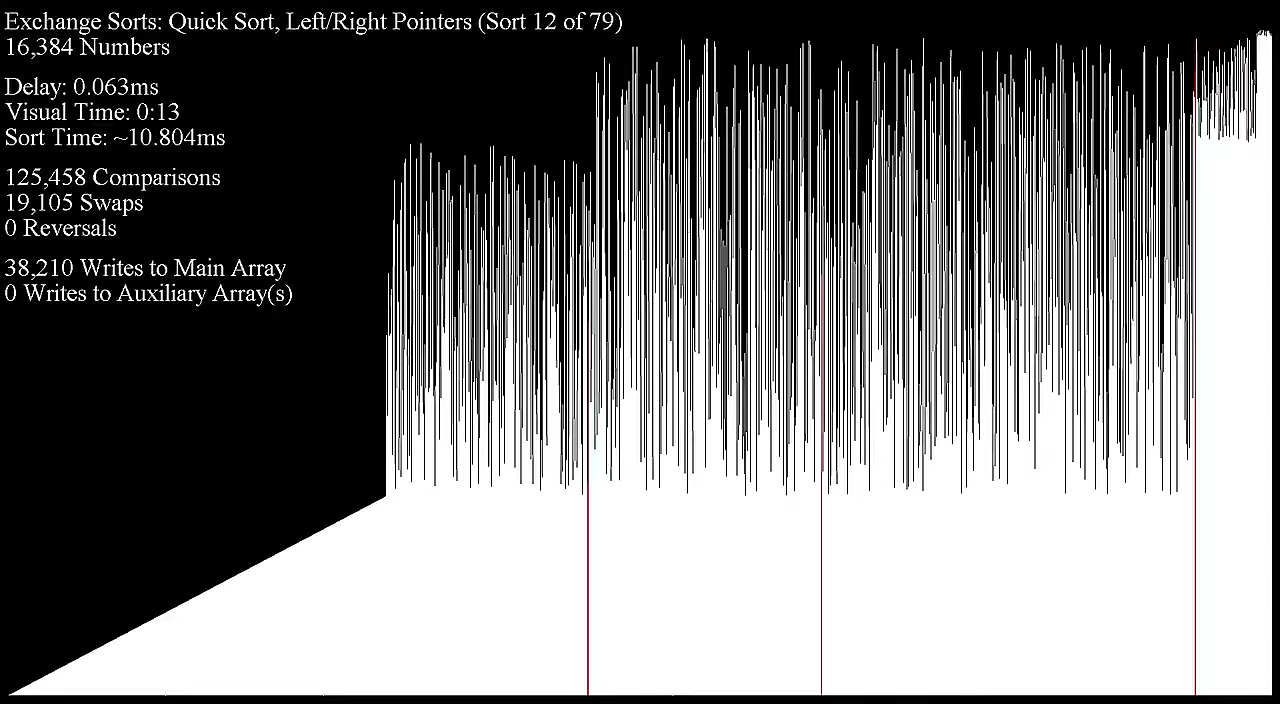 Exchange Sorts: Quick Sort, Left/Right Pointers (Sort 12 of 79)
16,384 Numbers
Delay: 0.063ms
Visual Time: 0:13
Sort Time: ~10.804ms
125,458 Comparisons
19,105 Swaps
0 Reversals
38,210 Writes to Main Array
0 Writes to Auxiliary Array(s)